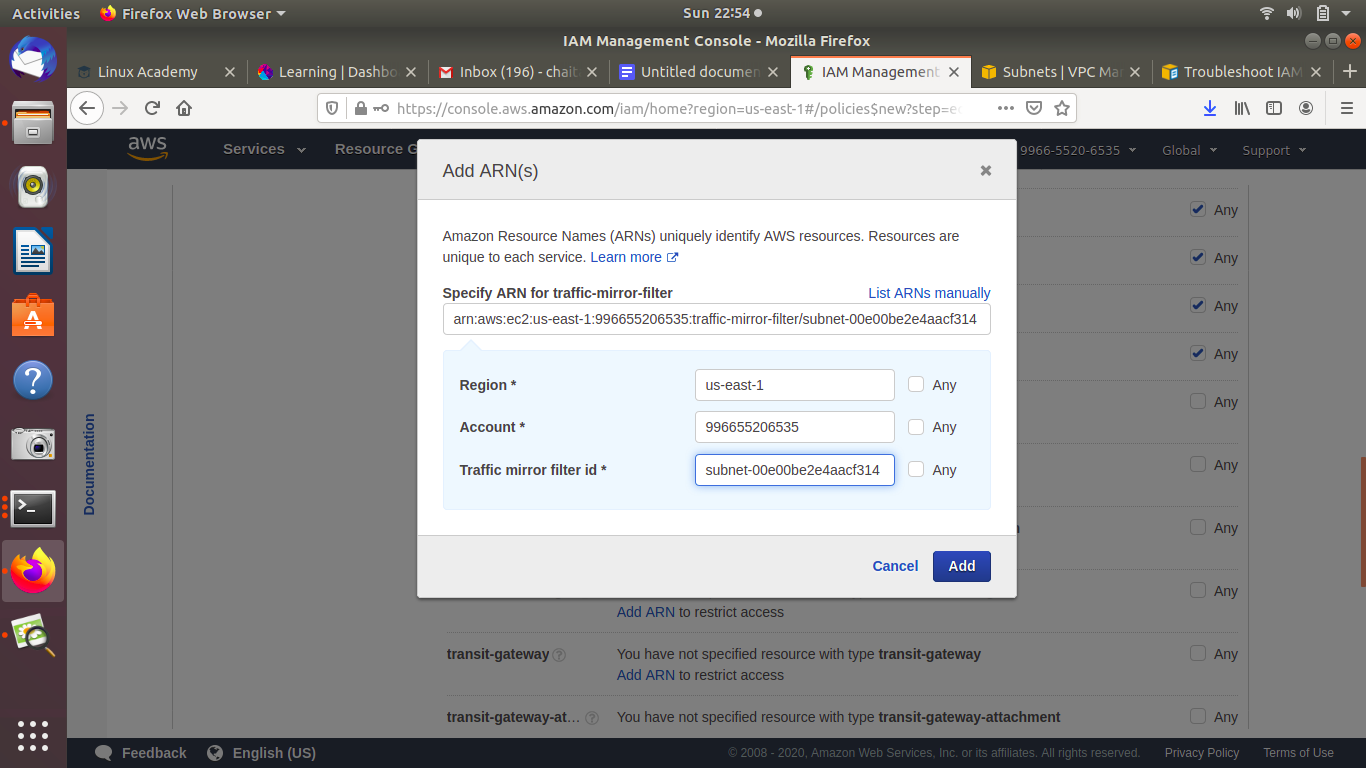 Activities
Firefox Web Browser
Sun 22:54
IAM Management Console - Mozilla Firefox
Linux Academy
Learning | Dashbo
Inbox (196) - chait
Untitled documen
IAM Management
Subnets | VPC Ma
Troubleshoot IAM
https://console.aws.amazon.com/iam/home?region=us-east-1#/policies$new?step=ed
aws
Services
Resource G
9966-5520-6535
Global
Support
Add ARN(s)
Any
Amazon Resource Names (ARNs) uniquely identify AWS resources. Resources are
unique to each service. Learn more
Any
Specify ARN for traffic-mirror-filter
List ARNs manually
Any
arn:aws:ec2:us-east-1:996655206535:traffic-mirror-filter/subnet-00e00be2e4aacf314
Any
Region *
us-east-1
Any
Any
Account *
996655206535
Any
Traffic mirror filter id *
subnet-00e00be2e4aacf314
Any
Any
Documentation
Any
Cancel
Add
Any
Add ARN to restrict access
transit-gateway
You have not specified resource with type transit-gateway
Any
Add ARN to restrict access
transit-gateway-at...
You have not specified resource with type transit-gateway-attachment
Any
Feedback
English (US)
© 2008 - 2020, Amazon Web Services, Inc. or its affiliates. All rights reserved.
Privacy Policy
Terms of Use